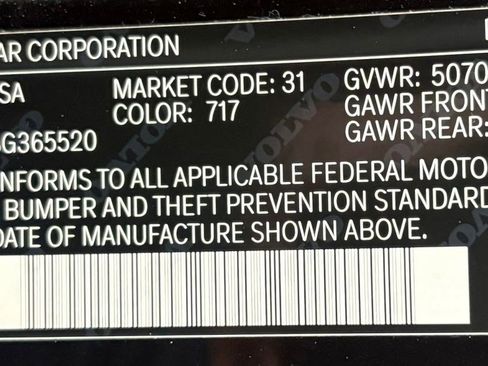 AR CORPORATION
SA MARKET CODE: 31 GVWR: 5070
COLOR: 717 GAWR FRONT
G365520 GAWR REAR:
NFORMS TO ALL APPLICABLE FEDERAL MOTO
BUMPER AND THEFT PREVENTION STANDARD
DATE OF MANUFACTURE SHOWN ABOVE.
VOLVO